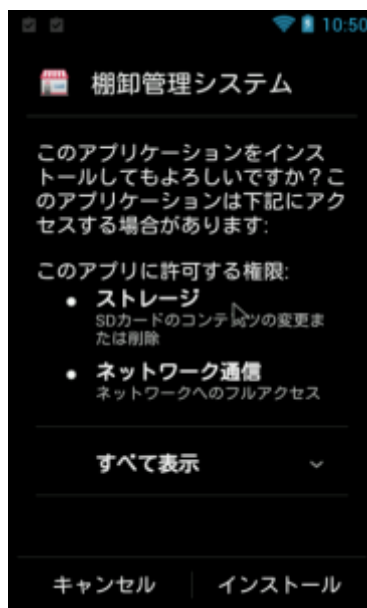 10:50
棚卸管理システム
このアプリケーションをインス
トールしてもよろしいですか?こ
のアプリケーションは下記にアク
セスする場合があります:
このアプリに許可する権限:
● ストレージ
SDカードのコンテンツの変更ま
たは削除
● ネットワーク通信
ネットワークへのフルアクセス
すべて表示
キャンセル インストール